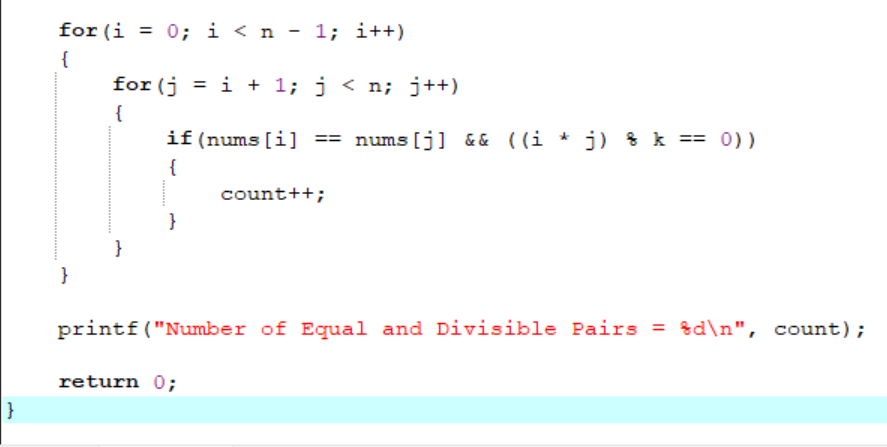 for(i = 0; i < n - 1; i++)
{
for(j = i + 1; j < n; j++)
{
if(nums[i] == nums[j] && ((i * j) % k == 0))
{
count++;
}
}
}
printf("Number of Equal and Divisible Pairs = %d\n", count);
return 0;
}